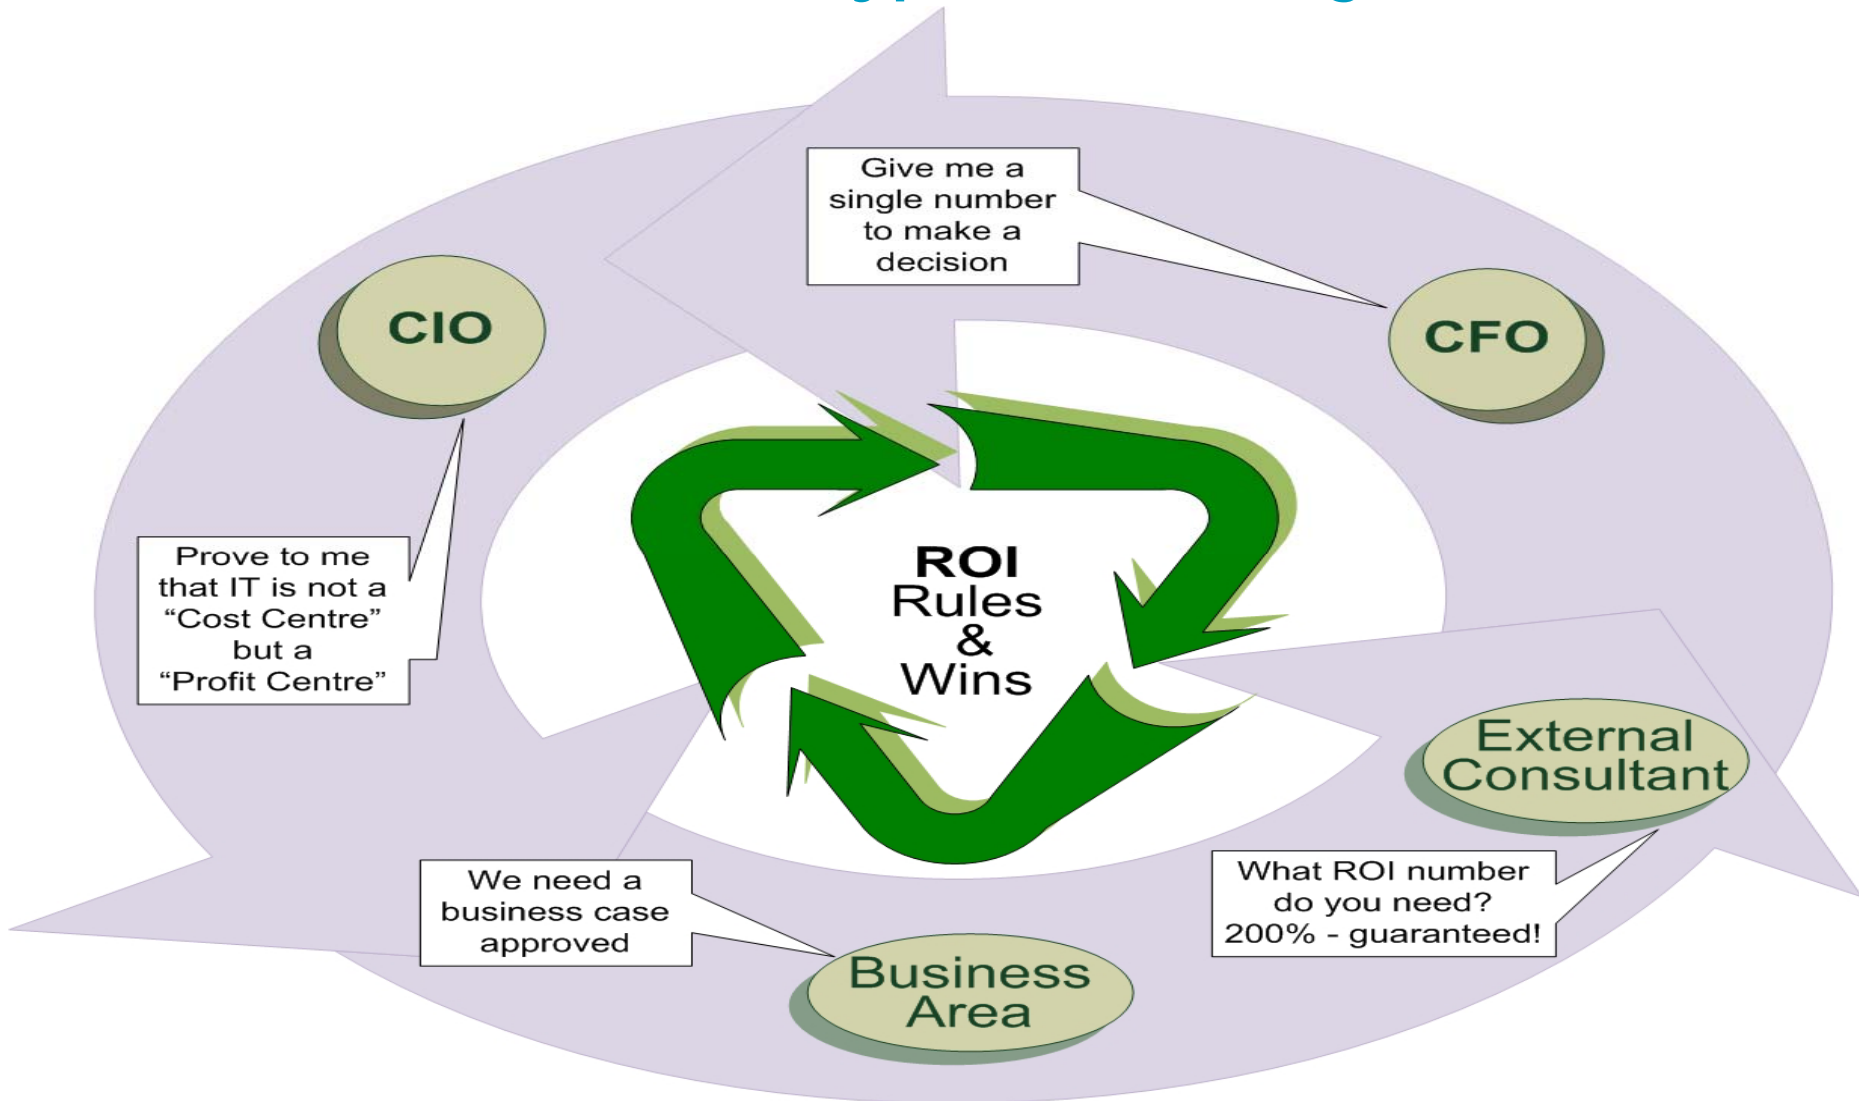 Give me a
single number
to make a
decision
CIO
CFO
Prove to me
that IT is not a
“Cost Centre”
but a
“Profit Centre”
ROI
Rules
&
Wins
External
Consultant
What ROI number
do you need?
200% - guaranteed!
We need a
business case
approved
Business
Area